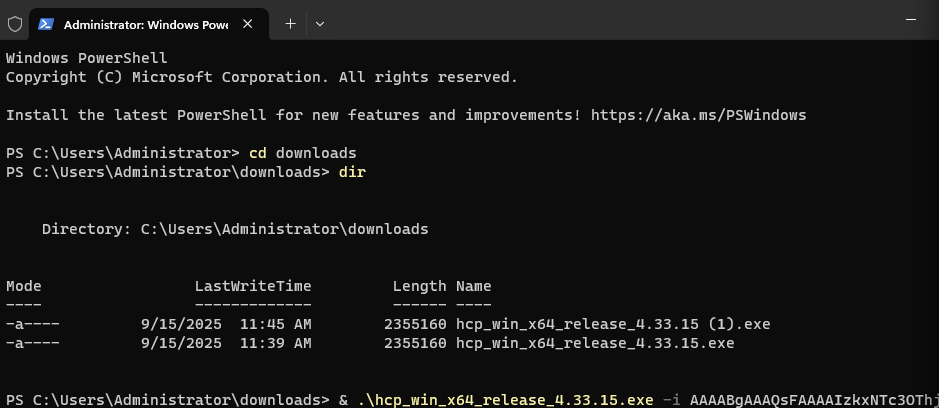 Administrator: Windows Powe
Windows PowerShell
Copyright (C) Microsoft Corporation. All rights reserved.
Install the latest PowerShell for new features and improvements! https://aka.ms/PSWindows
PS C:\Users\Administrator> cd downloads
PS C:\Users\Administrator\downloads> dir
Directory: C:\Users\Administrator\downloads
Mode LastWriteTime Length Name
---- ------------- ------ ----
-a---- 9/15/2025 11:45 AM 2355160 hcp_win_x64_release_4.33.15 (1).exe
-a---- 9/15/2025 11:39 AM 2355160 hcp_win_x64_release_4.33.15.exe
PS C:\Users\Administrator\downloads> & .\hcp_win_x64_release_4.33.15.exe -i AAAABgAAAQsFAAAAIzkxNTc3OThj